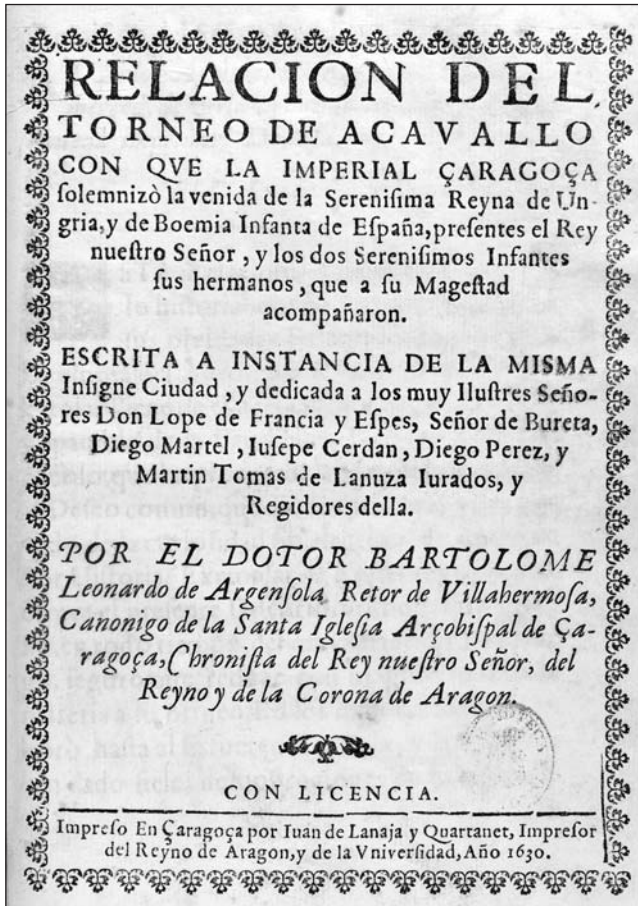 RELACION DEL
TORNEO DE ACAVALLO
CON QVE LA IMPERIAL ÇARAGOÇA
ſolemnizò la venida de la Sereniſima Reyna de Un-
gria, y de Boemia Infanta de Eſpaña, preſentes el Rey
nueſtro Señor, y los dos Sereniſimos Infantes
ſus hermanos, que a ſu Mageſtad
acompañaron.
ESCRITA A INSTANCIA DE LA MISMA
Inſigne Ciudad, y dedicada a los muy Iluſtres Seño-
res Don Lope de Francia y Eſpes, Señor de Bureta,
Diego Martel, Iuſepe Cerdan, Diego Perez, y
Martin Tomas de Lanuza Iurados, y
Regidores della.
POR EL DOTOR BARTOLOME
Leonardo de Argenſola, Retor de Villahermoſa,
Canonigo de la Santa Igleſia Arçobiſpal de Ça-
ragoça, Chroniſta del Rey nueſtro Señor, del
Reyno y de la Corona de Aragon.
CON LICENCIA.
Impreſo En Çaragoça por Iuan de Lanaja y Quartanet, Impreſor
del Reyno de Aragon, y de la Vniverſidad, Año 1630.